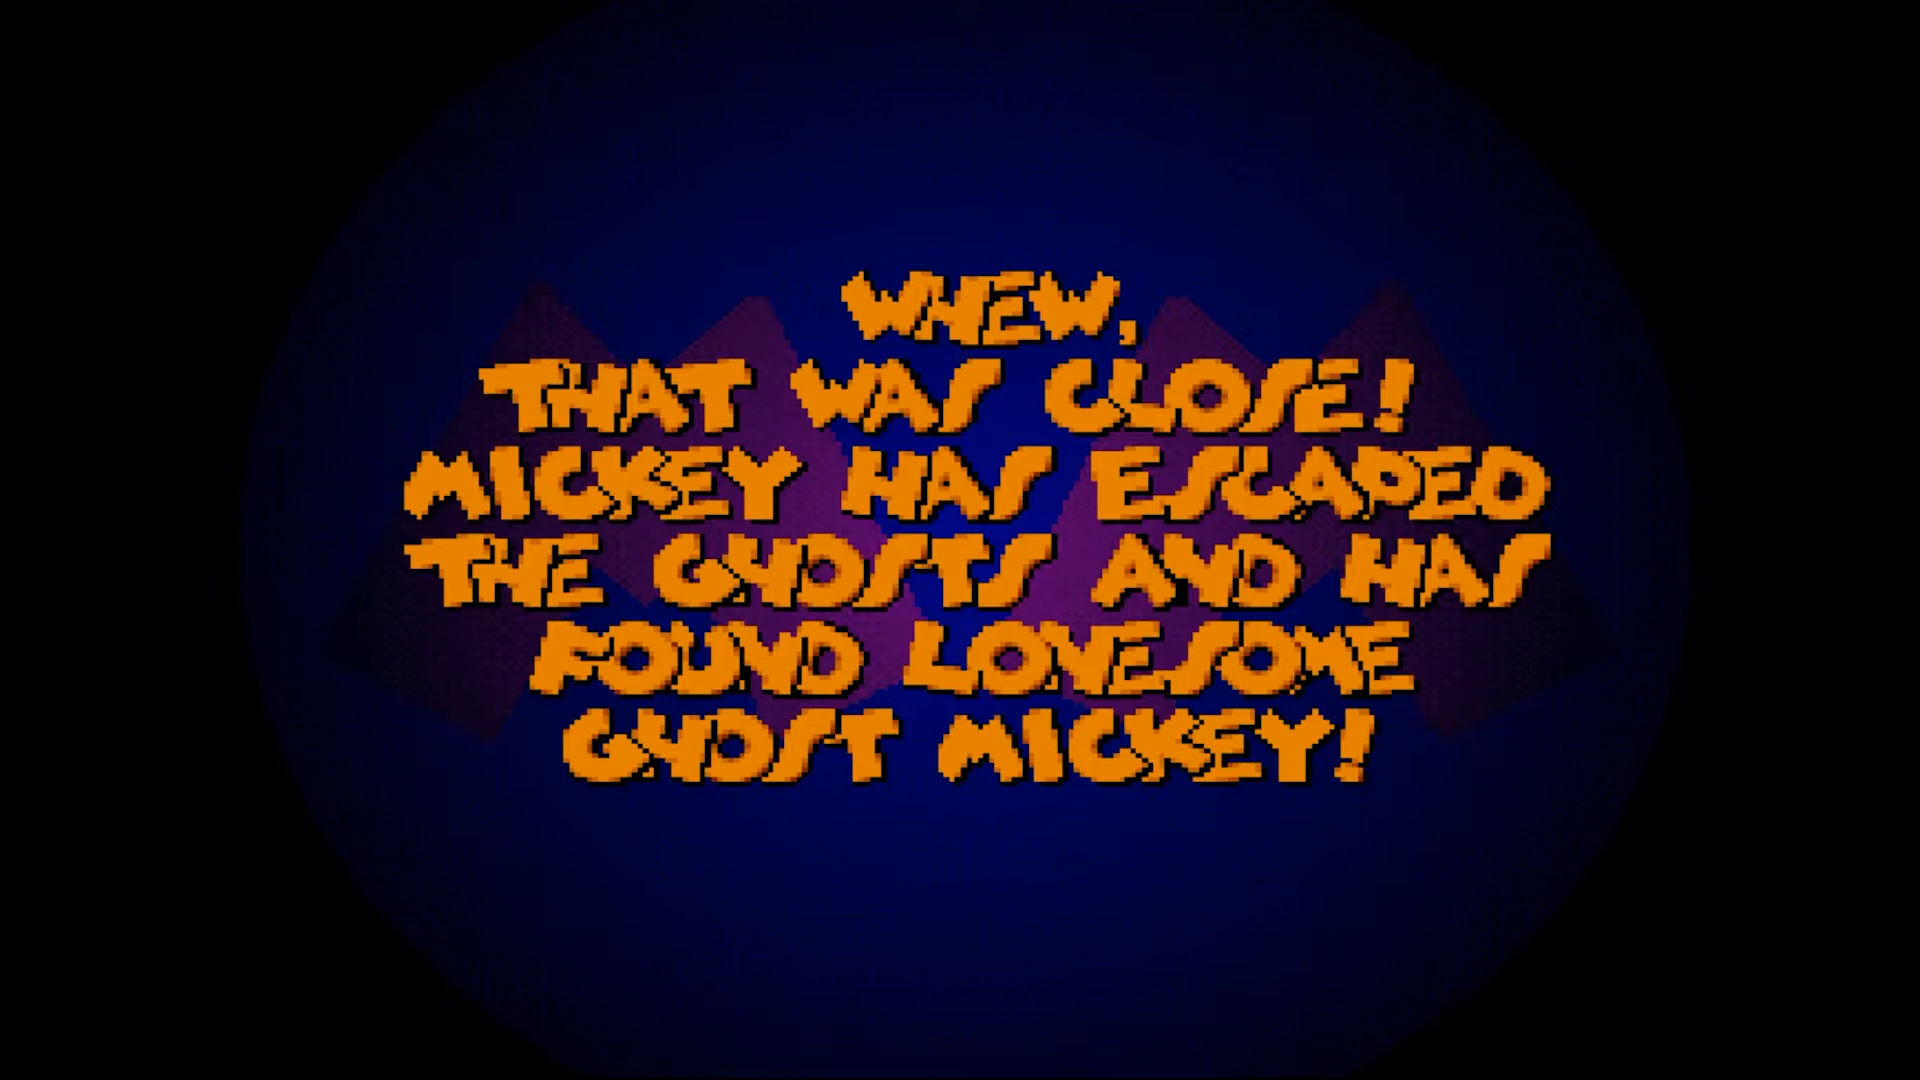 WHEW,
THAT WAS CLOSE!
MICKEY HAS ESCAPED
THE GHOSTS AND HAS
FOUND LONESOME
GHOST MICKEY!